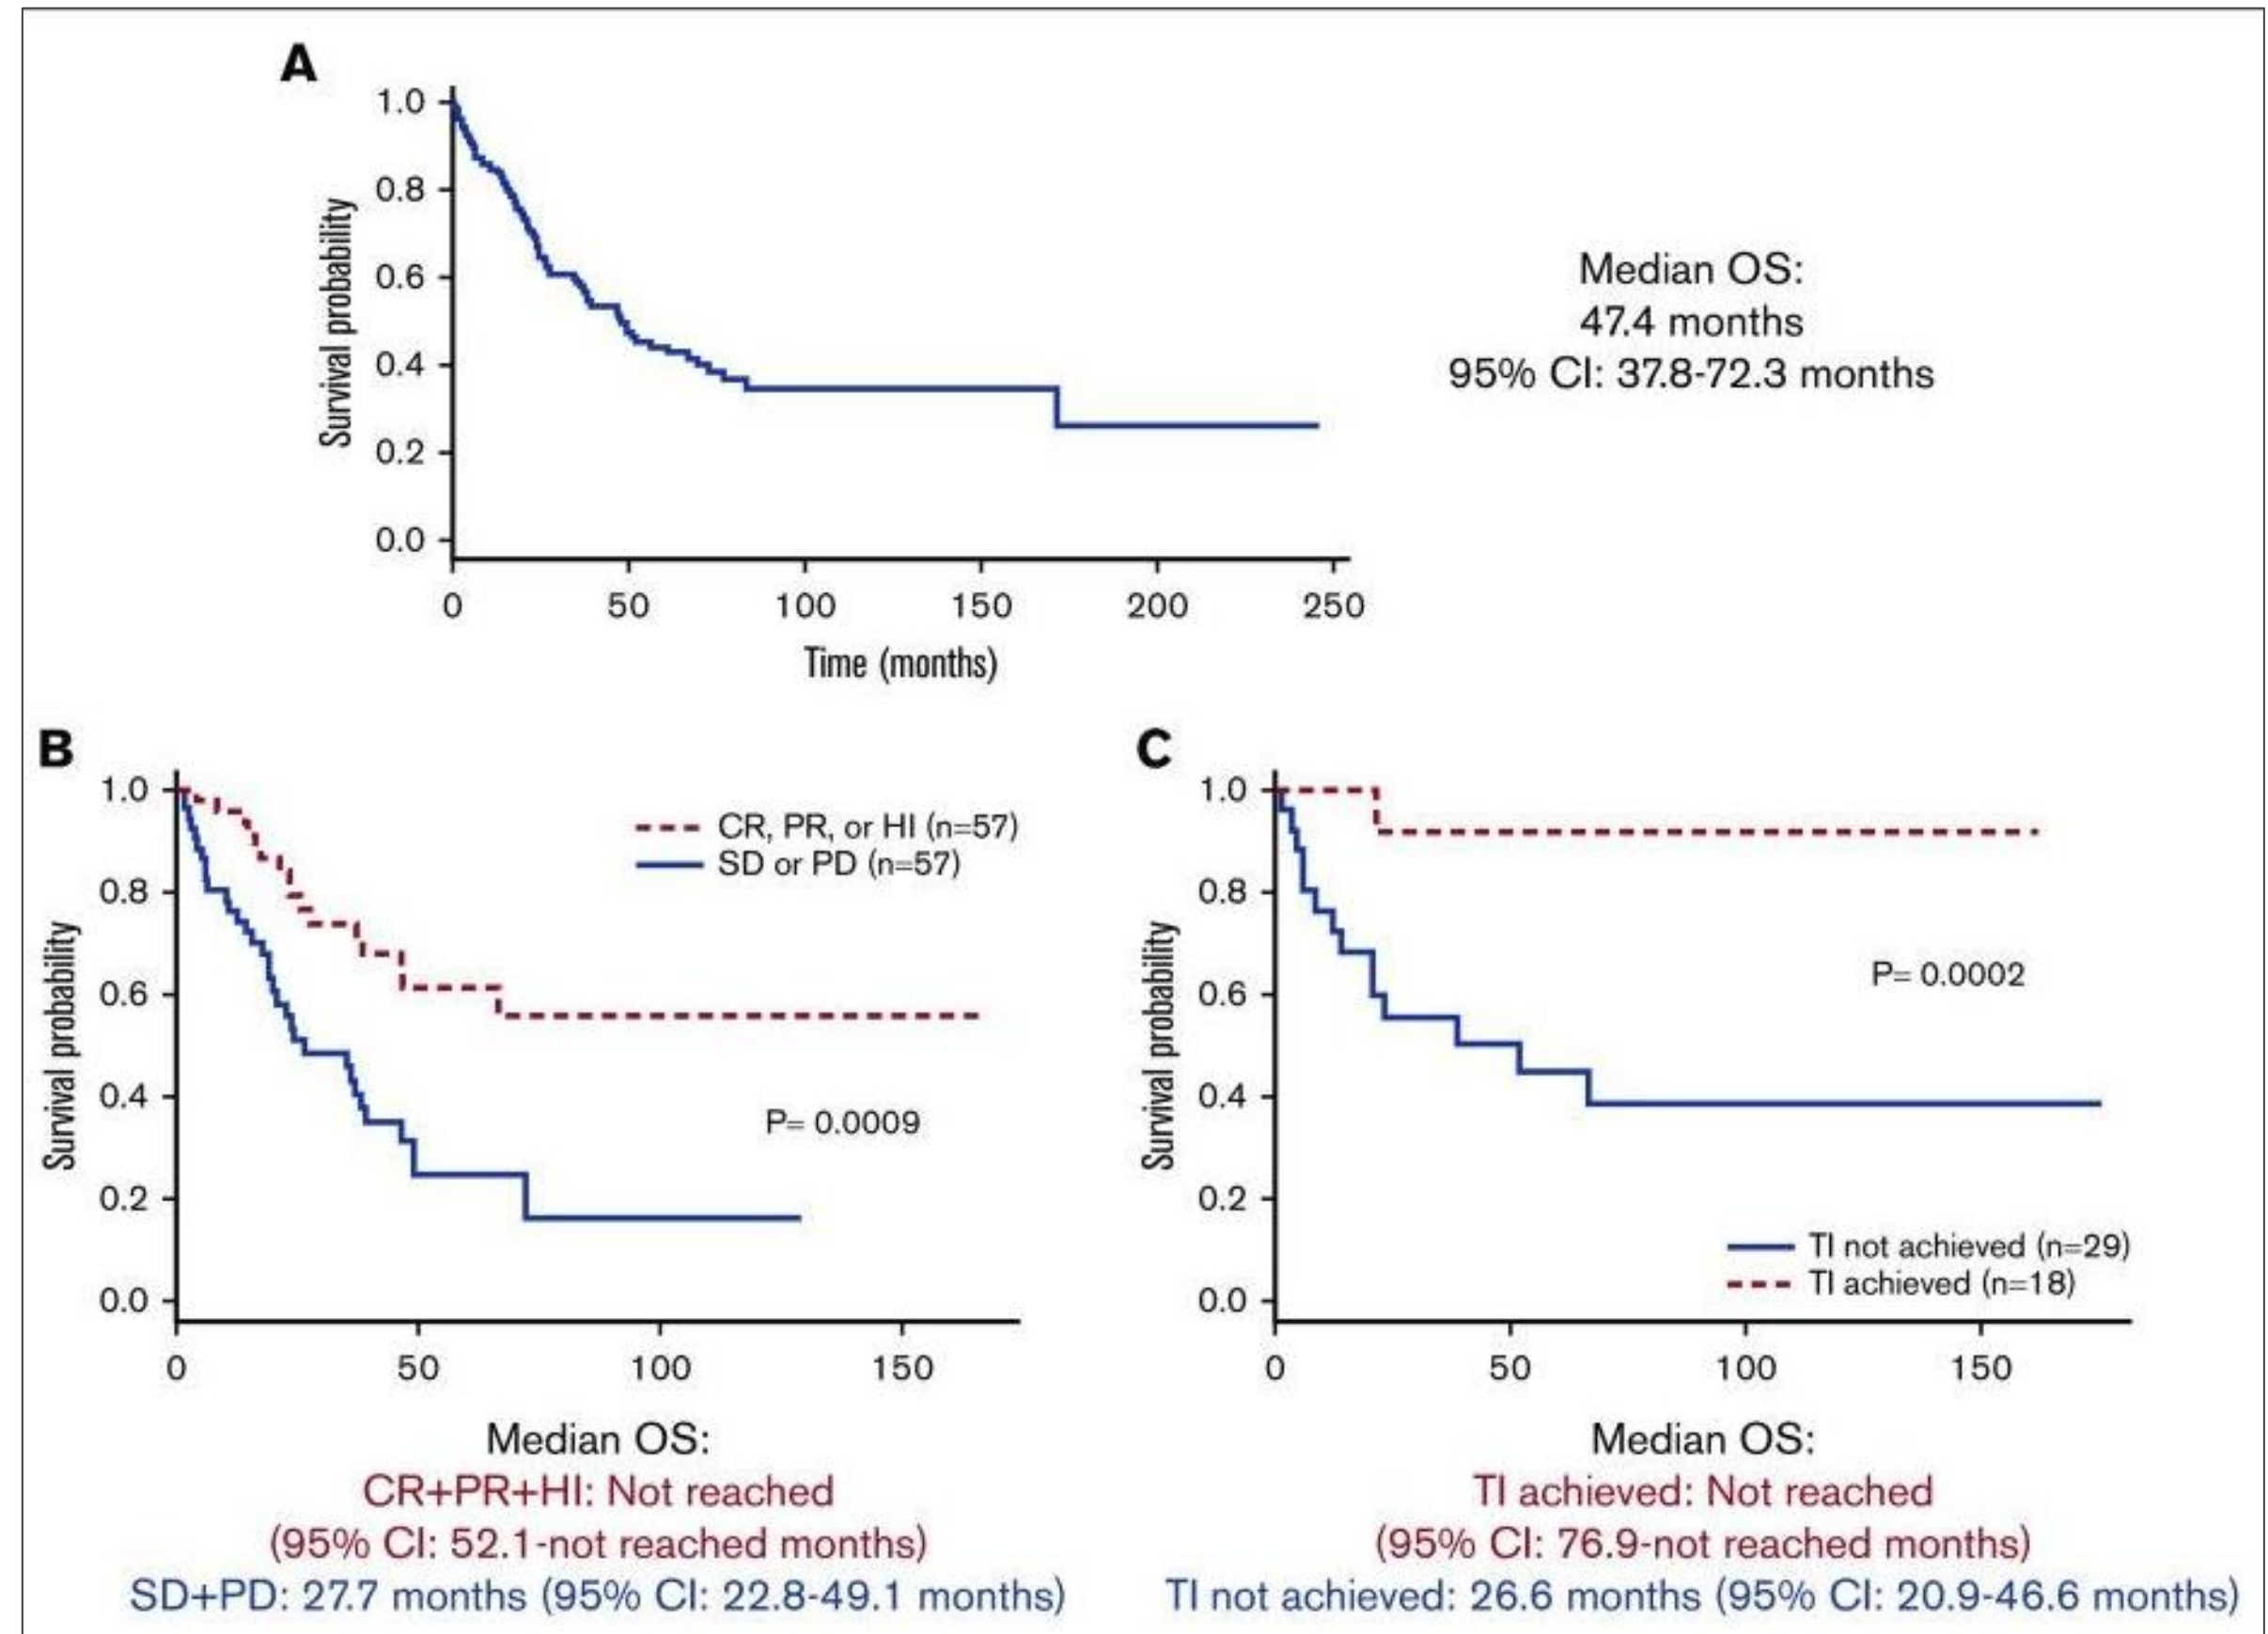 A
1.0
0.8
0.6
0.4
0.2
0.0
Survival probability
0 50 100 150 200 250
Time (months)
Median OS:
47.4 months
95% CI: 37.8-72.3 months
B
1.0
0.8
0.6
0.4
0.2
0.0
Survival probability
CR, PR, or HI (n=57)
SD or PD (n=57)
P= 0.0009
0 50 100 150
Median OS:
CR+PR+HI: Not reached
(95% CI: 52.1-not reached months)
SD+PD: 27.7 months (95% CI: 22.8-49.1 months)
C
1.0
0.8
0.6
0.4
0.2
0.0
Survival probability
P= 0.0002
TI not achieved (n=29)
TI achieved (n=18)
0 50 100 150
Median OS:
TI achieved: Not reached
(95% CI: 76.9-not reached months)
TI not achieved: 26.6 months (95% CI: 20.9-46.6 months)